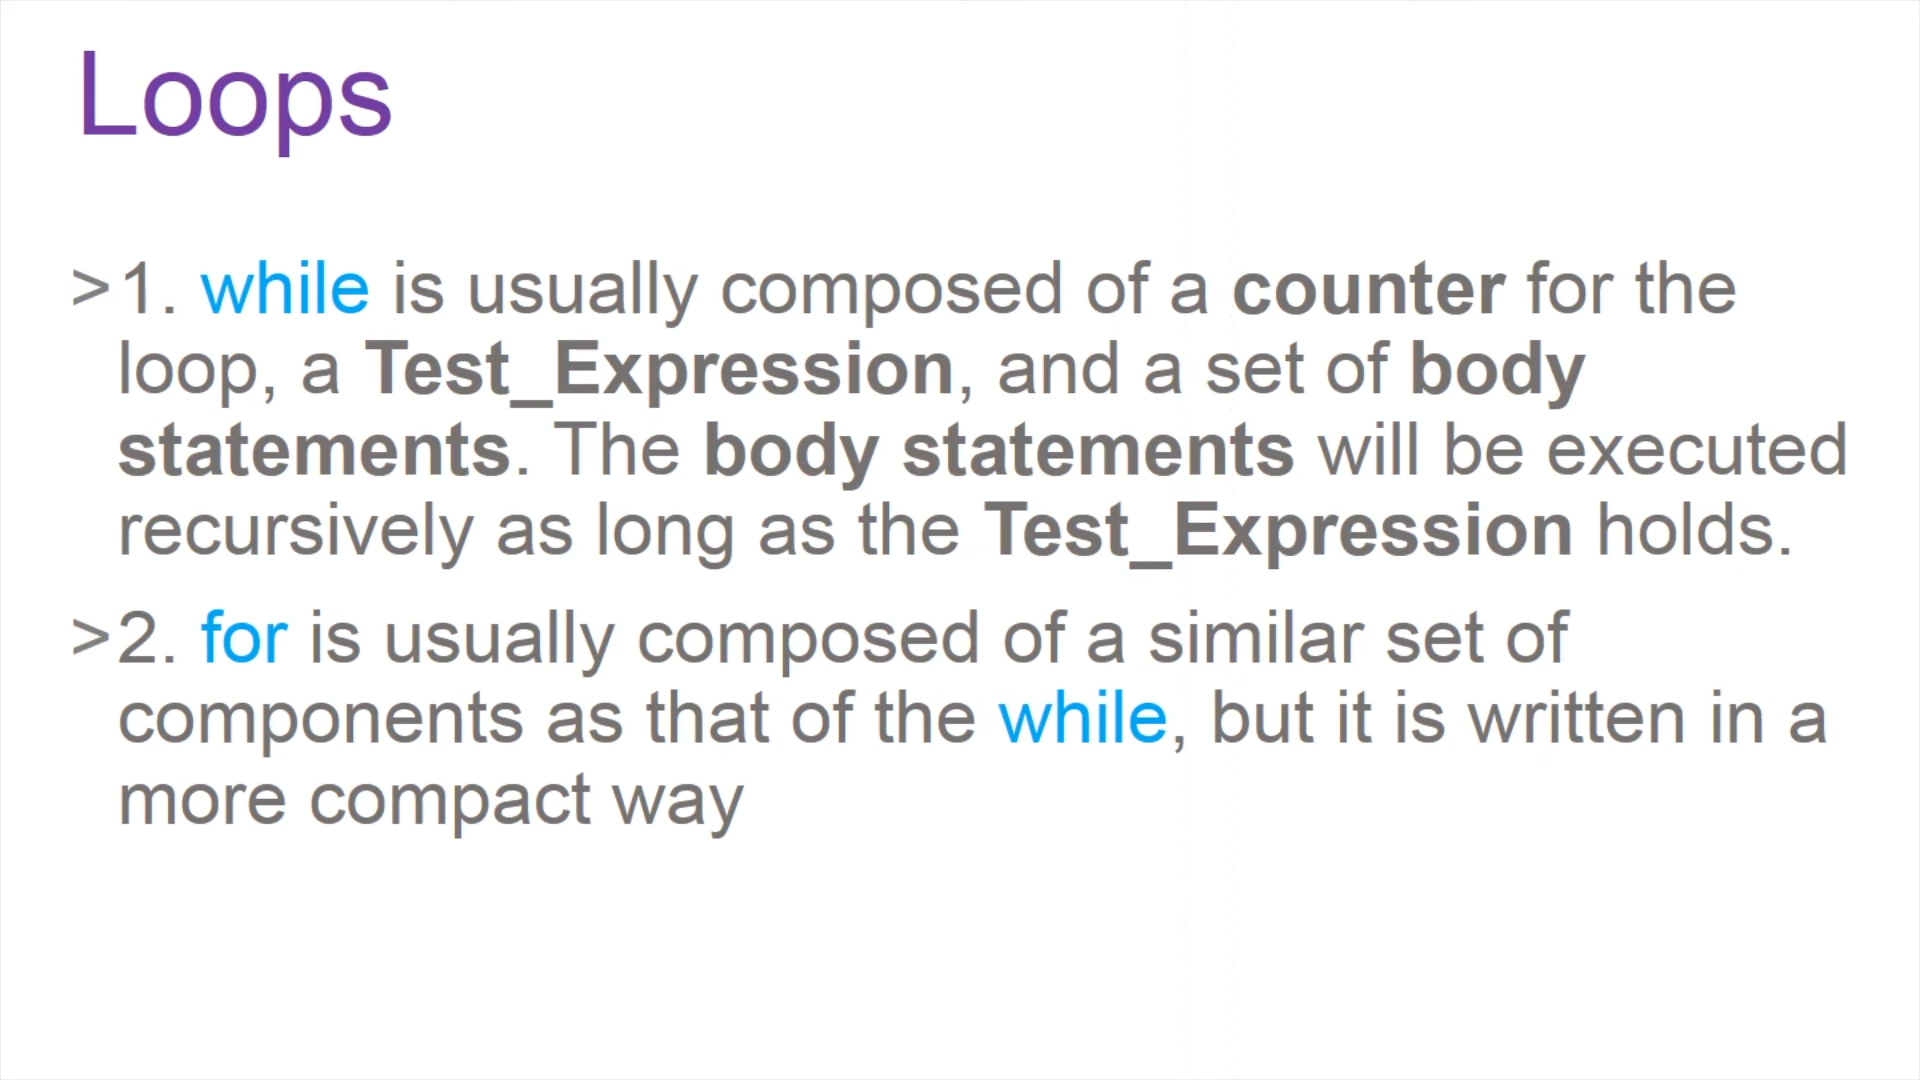 Loops
>1. while is usually composed of a counter for the
loop, a Test_Expression, and a set of body
statements. The body statements will be executed
recursively as long as the Test_Expression holds.
>2. for is usually composed of a similar set of
components as that of the while, but it is written in a
more compact way